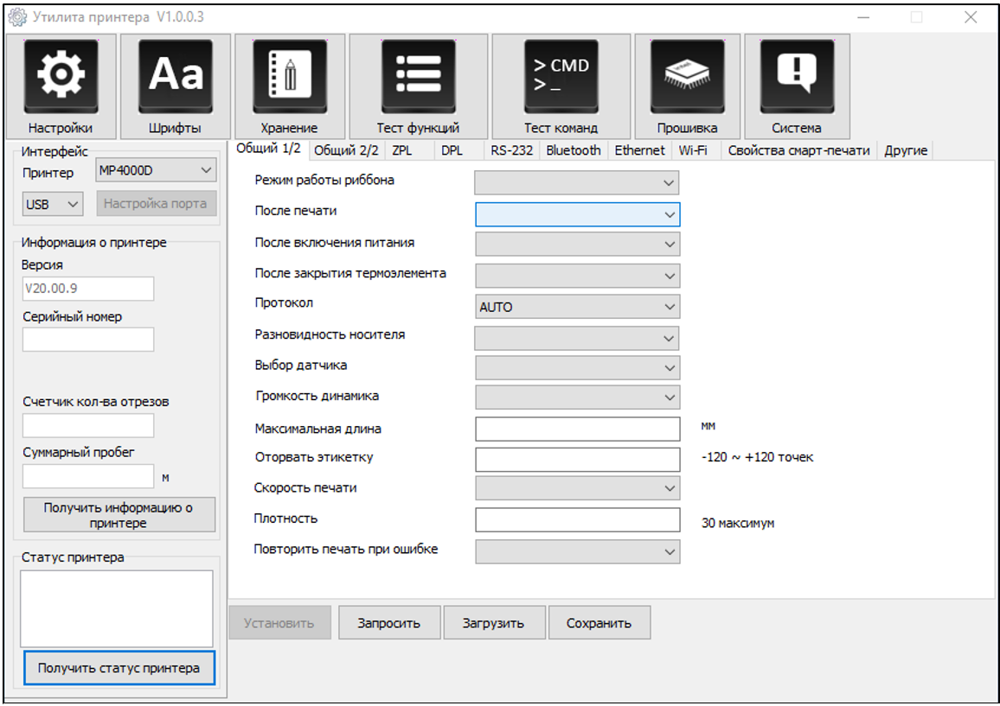 Утилита принтера V1.0.0.3
Aa
> CMD
> _
Настройки Шрифты Хранение Тест функций Тест команд Прошивка Система
Интерфейс
Принтер MP4000D
USB Настройка порта
Информация о принтере
Версия
V20.00.9
Серийный номер
Счетчик кол-ва отрезов
Суммарный пробег
м
Получить информацию о
принтере
Статус принтера
Получить статус принтера
Общий 1/2 Общий 2/2 ZPL DPL RS-232 Bluetooth Ethernet Wi-Fi Свойства смарт-печати Другие
Режим работы риббона
После печати
После включения питания
После закрытия термоэлемента
Протокол AUTO
Разновидность носителя
Выбор датчика
Громкость динамика
Максимальная длина мм
Оторвать этикетку -120 ~ +120 точек
Скорость печати
Плотность 30 максимум
Повторить печать при ошибке
Установить Запросить Загрузить Сохранить